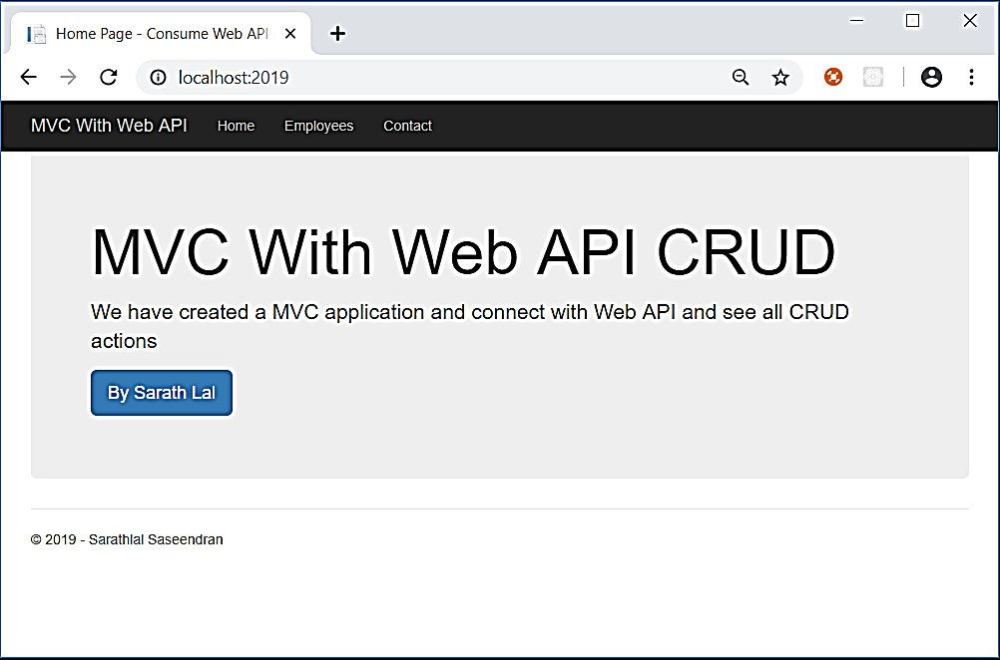 Home Page - Consume Web API
localhost:2019
MVC With Web API Home Employees Contact
MVC With Web API CRUD
We have created a MVC application and connect with Web API and see all CRUD
actions
By Sarath Lal
© 2019 - Sarathlal Saseendran